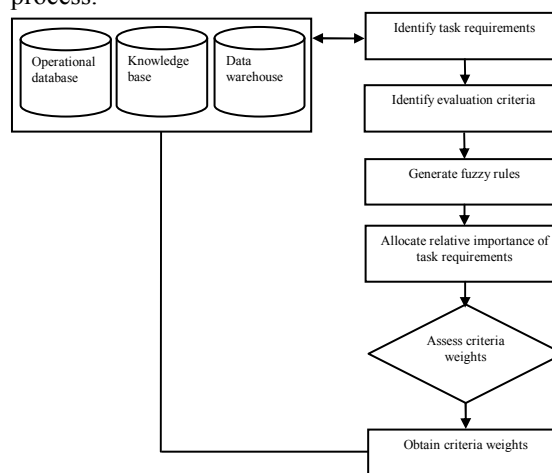 process.
Operational
database
Knowledge
base
Data
warehouse
Identify task requirements
Identify evaluation criteria
Generate fuzzy rules
Allocate relative importance of
task requirements
Assess criteria
weights
Obtain criteria weights